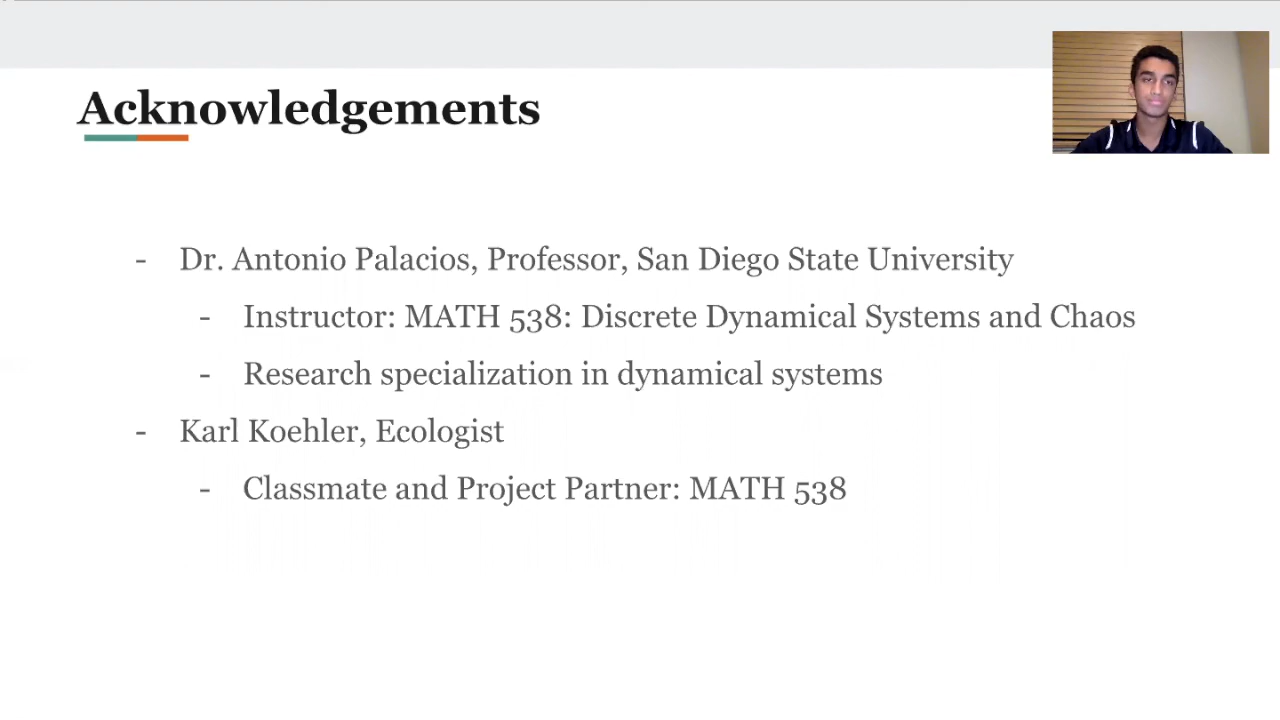 Acknowledgements
- Dr. Antonio Palacios, Professor, San Diego State University
- Instructor: MATH 538: Discrete Dynamical Systems and Chaos
- Research specialization in dynamical systems
- Karl Koehler, Ecologist
- Classmate and Project Partner: MATH 538